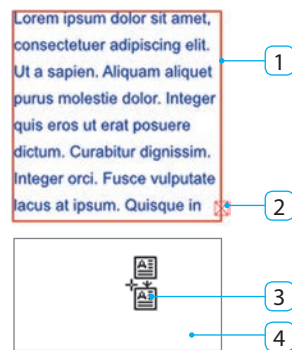 Lorem ipsum dolor sit amet,
consectetuer adipiscing elit.
Ut a sapien. Aliquam aliquet
purus molestie dolor. Integer
quis eros ut erat posuere
dictum. Curabitur dignissim.
Integer orci. Fusce vulputate
lacus at ipsum. Quisque in
1
2
A
A
3
4